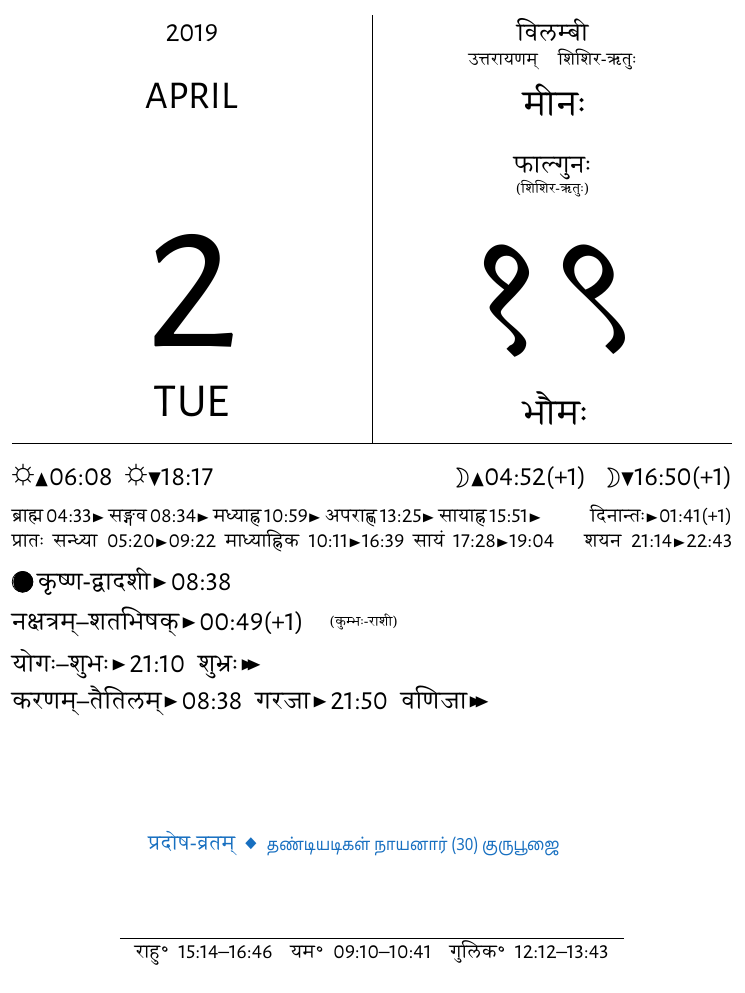 2019
APRIL
2
TUE
विलम्बी
उत्तरायणम् शिशिर-ऋतुः
मीनः
फाल्गुनः
(शिशिर-ऋतुः)
१९
भौमः
☼▲06:08 ☼▼18:17 ☽▲04:52(+1) ☽▼16:50(+1)
ब्राह्म 04:33► सङ्गव 08:34► मध्याह्न 10:59► अपराह्ण 13:25► सायाह्न 15:51► दिनान्तः►01:41(+1)
प्रातः सन्ध्या 05:20►09:22 माध्याह्निक 10:11►16:39 सायं 17:28►19:04 शयन 21:14►22:43
●कृष्ण-द्वादशी► 08:38
नक्षत्रम्–शतभिषक्► 00:49(+1) (कुम्भः-राशी)
योगः–शुभः► 21:10 शुभ्रः►►
करणम्–तैतिलम्► 08:38 गरजा► 21:50 वणिजा►►
प्रदोष-व्रतम् ◆ தண்டியடிகள் நாயனார் (30) குருபூஜை
राहु॰ 15:14–16:46 यम॰ 09:10–10:41 गुलिक॰ 12:12–13:43